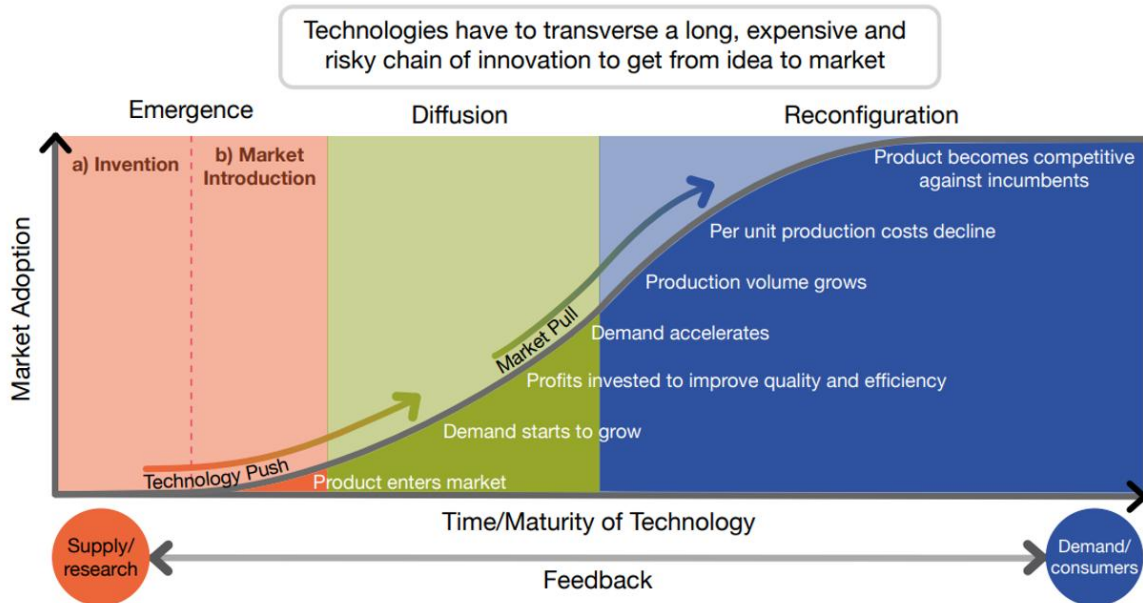 Technologies have to transverse a long, expensive and
risky chain of innovation to get from idea to market
Emergence
Diffusion
Reconfiguration
a) Invention
b) Market
Introduction
Product becomes competitive
against incumbents
Per unit production costs decline
Production volume grows
Demand accelerates
Profits invested to improve quality and efficiency
Demand starts to grow
Product enters market
Market Pull
Technology Push
Market Adoption
Time/Maturity of Technology
Supply/
research
Feedback
Demand/
consumers